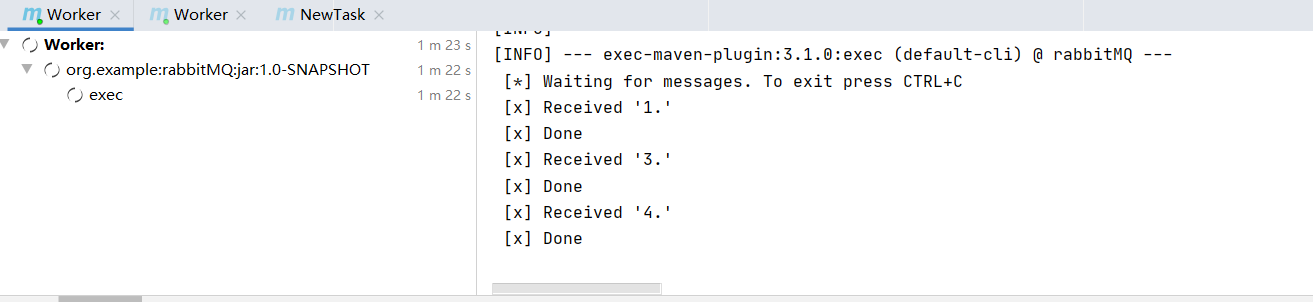 Worker
Worker
NewTask
Worker:
1 m 23 s
org.example:rabbitMQ:jar:1.0-SNAPSHOT
1 m 22 s
exec
1 m 22 s
[INFO]
[INFO] --- exec-maven-plugin:3.1.0:exec (default-cli) @ rabbitMQ ---
[*] Waiting for messages. To exit press CTRL+C
[x] Received '1.'
[x] Done
[x] Received '3.'
[x] Done
[x] Received '4.'
[x] Done